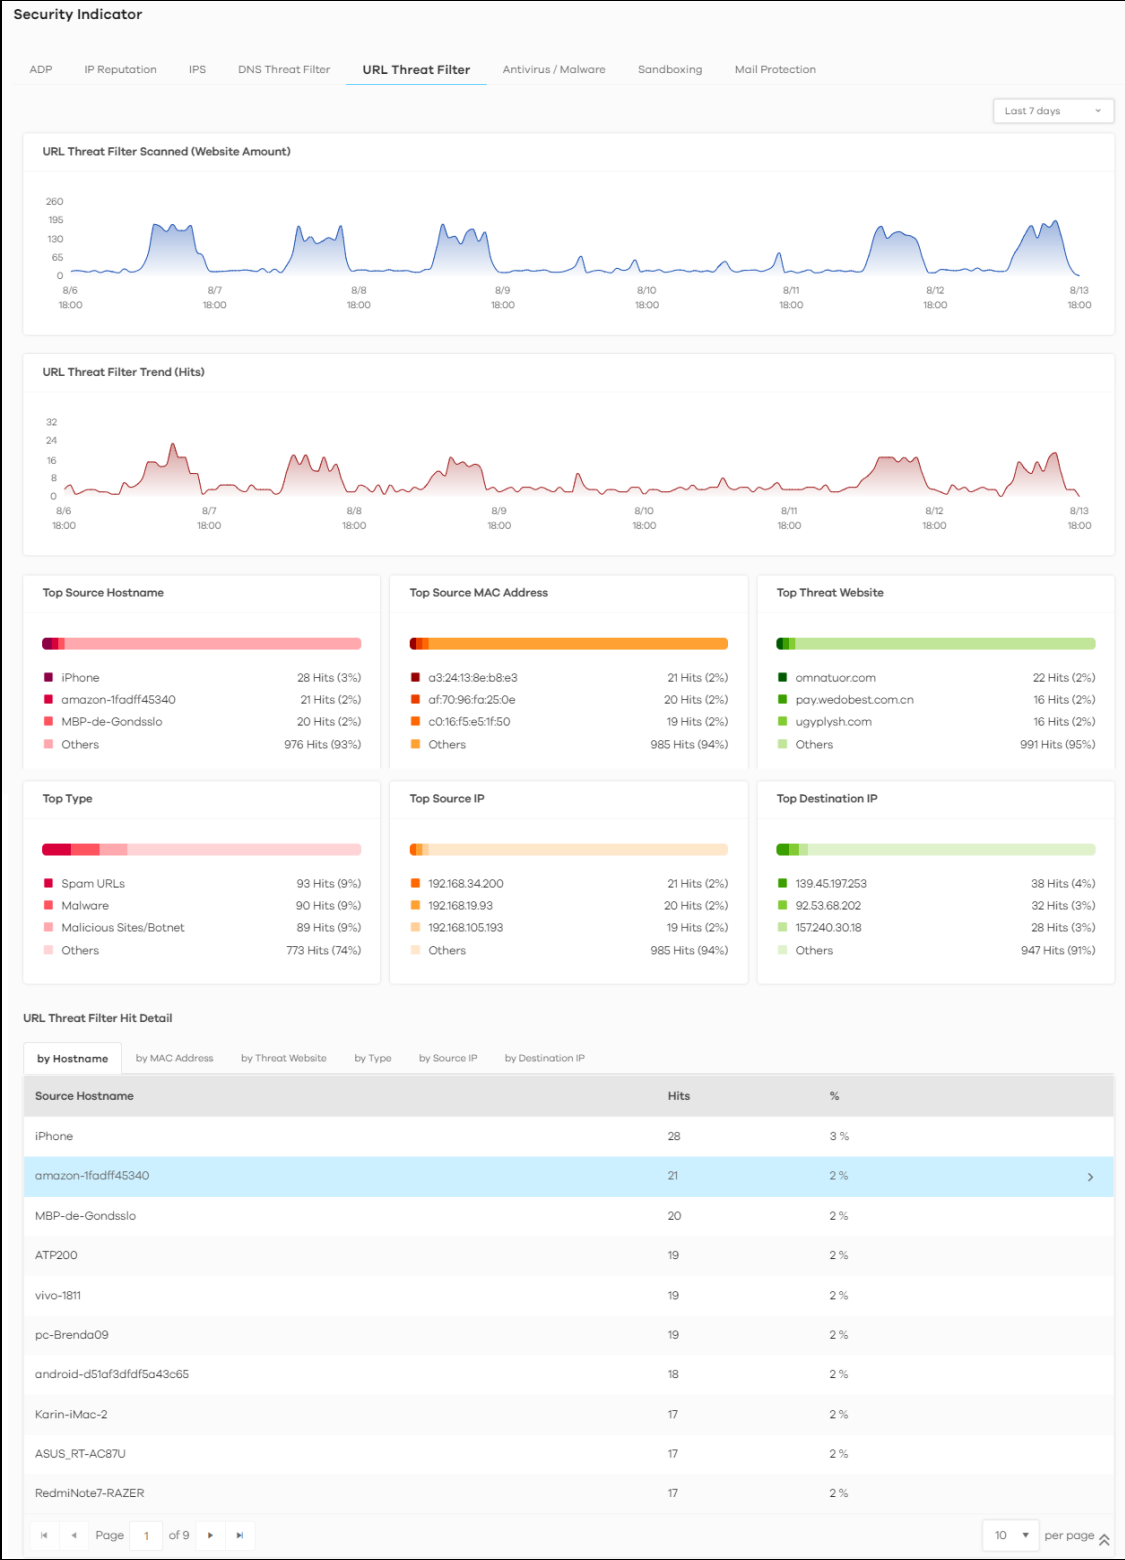 Security Indicator
ADP IP Reputation IPS DNS Threat Filter URL Threat Filter Antivirus / Malware Sandboxing Mail Protection
Last 7 days
URL Threat Filter Scanned (Website Amount)
260
195
130
65
0
8/6 8/7 8/8 8/9 8/10 8/11 8/12 8/13
18:00 18:00 18:00 18:00 18:00 18:00 18:00 18:00
URL Threat Filter Trend (Hits)
32
24
16
8
0
8/6 8/7 8/8 8/9 8/10 8/11 8/12 8/13
18:00 18:00 18:00 18:00 18:00 18:00 18:00 18:00
Top Source Hostname
iPhone 28 Hits (3%)
amazon-1fadff45340 21 Hits (2%)
MBP-de-Gondsslo 20 Hits (2%)
Others 976 Hits (93%)
Top Source MAC Address
a3:24:13:8e:b8:e3 21 Hits (2%)
af:70:96:fa:25:0e 20 Hits (2%)
c0:16:f5:e5:1f:50 19 Hits (2%)
Others 985 Hits (94%)
Top Threat Website
omnatuor.com 22 Hits (2%)
pay.wedobest.com.cn 16 Hits (2%)
ugyplysh.com 16 Hits (2%)
Others 991 Hits (95%)
Top Type
Spam URLs 93 Hits (9%)
Malware 90 Hits (9%)
Malicious Sites/Botnet 89 Hits (9%)
Others 773 Hits (74%)
Top Source IP
192.168.34.200 21 Hits (2%)
192.168.19.93 20 Hits (2%)
192.168.105.193 19 Hits (2%)
Others 985 Hits (94%)
Top Destination IP
139.45.197.253 38 Hits (4%)
92.53.68.202 32 Hits (3%)
157.240.30.18 28 Hits (3%)
Others 947 Hits (91%)
URL Threat Filter Hit Detail
by Hostname by MAC Address by Threat Website by Type by Source IP by Destination IP
Source Hostname Hits %
iPhone 28 3 %
amazon-1fadff45340 21 2 %
MBP-de-Gondsslo 20 2 %
ATP200 19 2 %
vivo-1811 19 2 %
pc-Brenda09 19 2 %
android-d51af3dfdf5a43c65 18 2 %
Karin-iMac-2 17 2 %
ASUS_RT-AC87U 17 2 %
RedmiNote7-RAZER 17 2 %
Page 1 of 9 10 per page